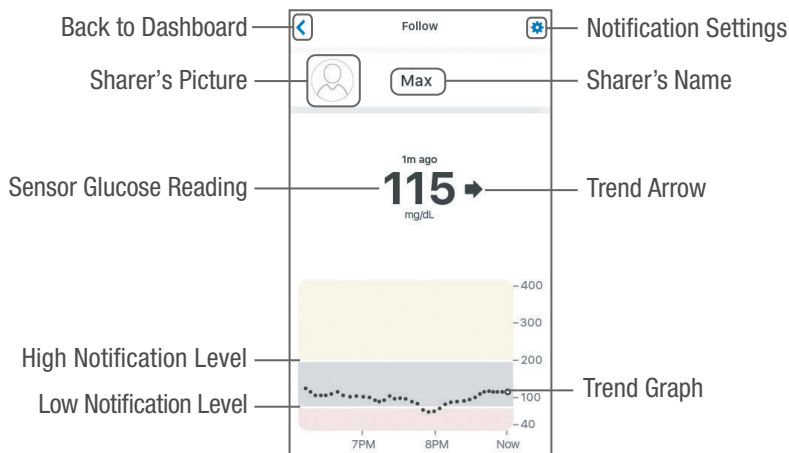 Back to Dashboard
Follow
Notification Settings
Sharer’s Picture
Max
Sharer’s Name
1m ago
Sensor Glucose Reading
115
Trend Arrow
mg/dL
400
300
High Notification Level
200
Trend Graph
Low Notification Level
100
40
7PM
8PM
Now